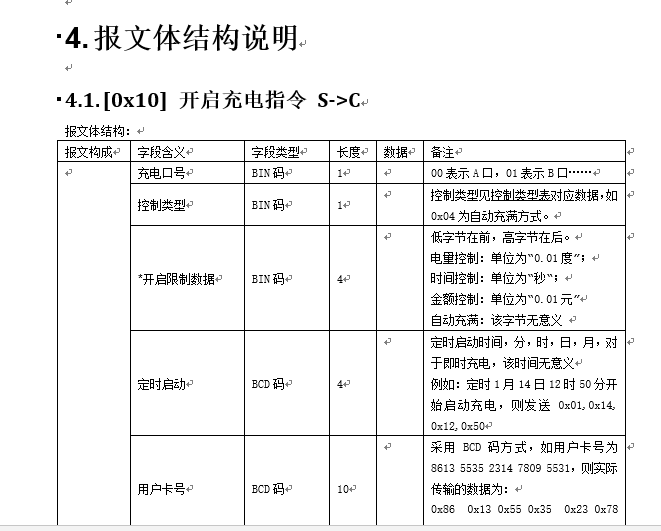 4.报文体结构说明
4.1.[0x10] 开启充电指令 S->C
报文体结构:
报文构成 字段含义 字段类型 长度 数据 备注
充电口号 BIN 码 1 00 表示 A 口，01 表示 B 口……
控制类型 BIN 码 1 控制类型见控制类型表对应数据，如
0x04 为自动充满方式。
*开启限制数据 BIN 码 4 低字节在前，高字节在后。
电量控制：单位为“0.01 度”；
时间控制：单位为“秒“；
金额控制：单位为“0.01 元”
自动充满：该字节无意义
定时启动 BCD 码 4 定时启动时间，分，时，日，月，对
于即时充电，该时间无意义
例如：定时 1 月 14 日 12 时 50 分开
始启动充电，则发送 0x01,0x14,
0x12,0x50
用户卡号 BCD 码 10 采用 BCD 码方式，如用户卡号为
8613 5535 2314 7809 5531，则实际
传输的数据为：
0x86 0x13 0x55 0x35 0x23 0x78